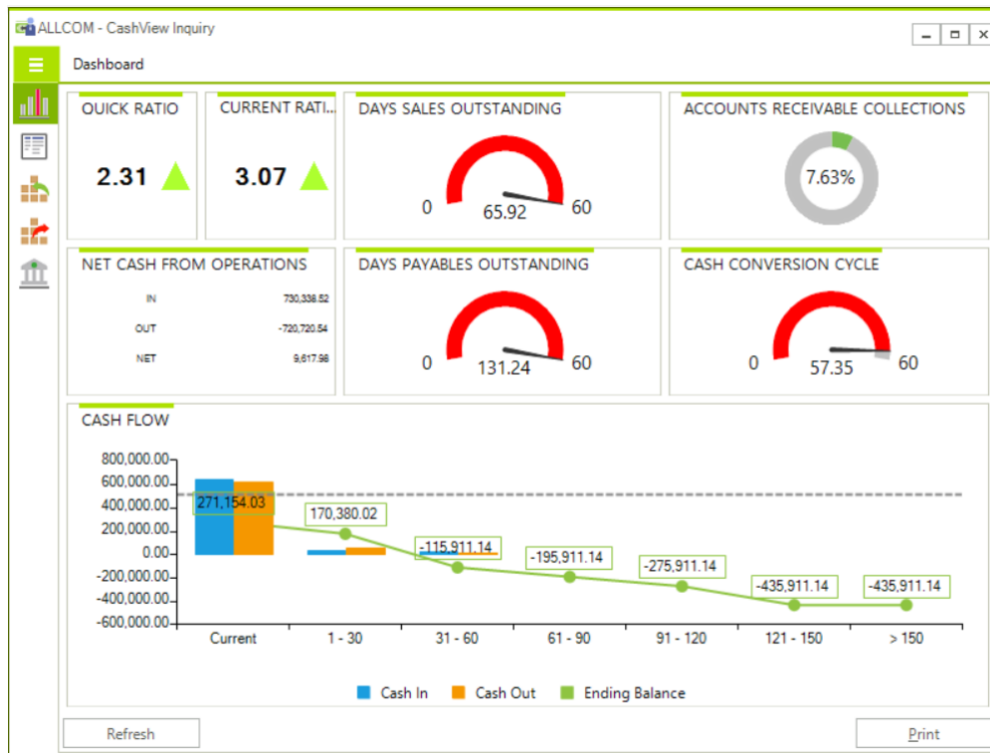 ALLCOM - CashView Inquiry
Dashboard
QUICK RATIO
2.31
CURRENT RATI...
3.07
DAYS SALES OUTSTANDING
0
65.92
60
ACCOUNTS RECEIVABLE COLLECTIONS
7.63%
NET CASH FROM OPERATIONS
IN 730,338.52
OUT -720,720.54
NET 9,617.98
DAYS PAYABLES OUTSTANDING
0
131.24
60
CASH CONVERSION CYCLE
0
57.35
60
CASH FLOW
800,000.00
600,000.00
400,000.00
200,000.00
0.00
-200,000.00
-400,000.00
-600,000.00
271,154.03
170,380.02
-115,911.14
-195,911.14
-275,911.14
-435,911.14
-435,911.14
Current 1 - 30 31 - 60 61 - 90 91 - 120 121 - 150 > 150
Cash In Cash Out Ending Balance
Refresh
Print